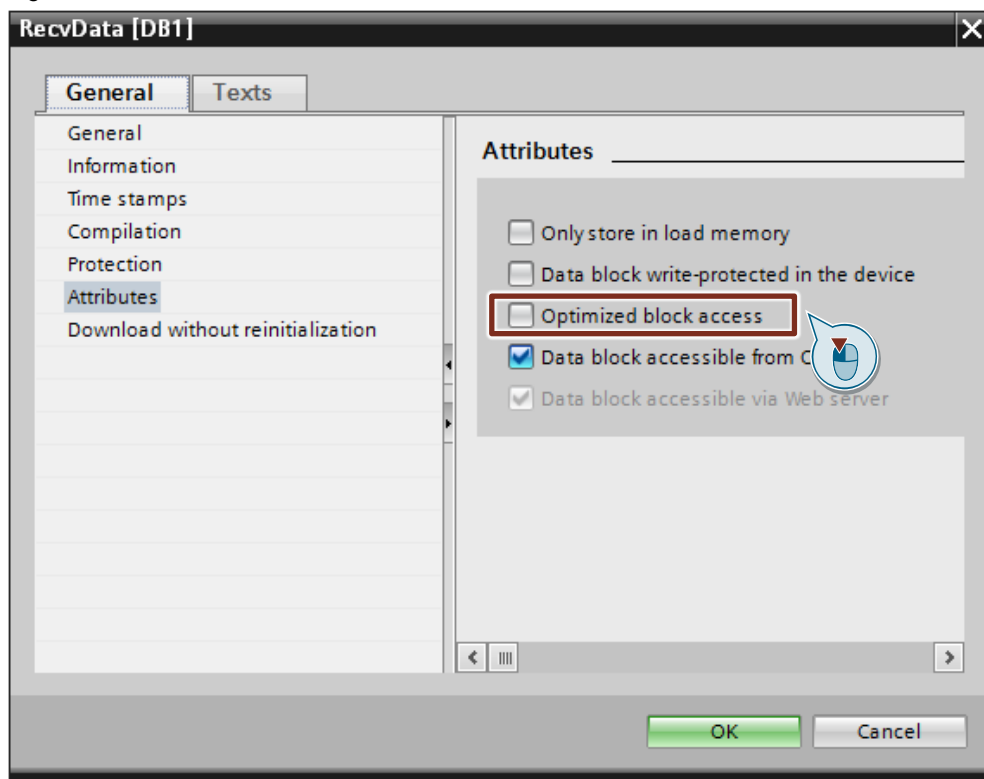 RecvData [DB1]
General Texts
General
Information
Time stamps
Compilation
Protection
Attributes
Download without reinitialization
Attributes
Only store in load memory
Data block write-protected in the device
Optimized block access
Data block accessible from
Data block accessible via Web server
OK Cancel